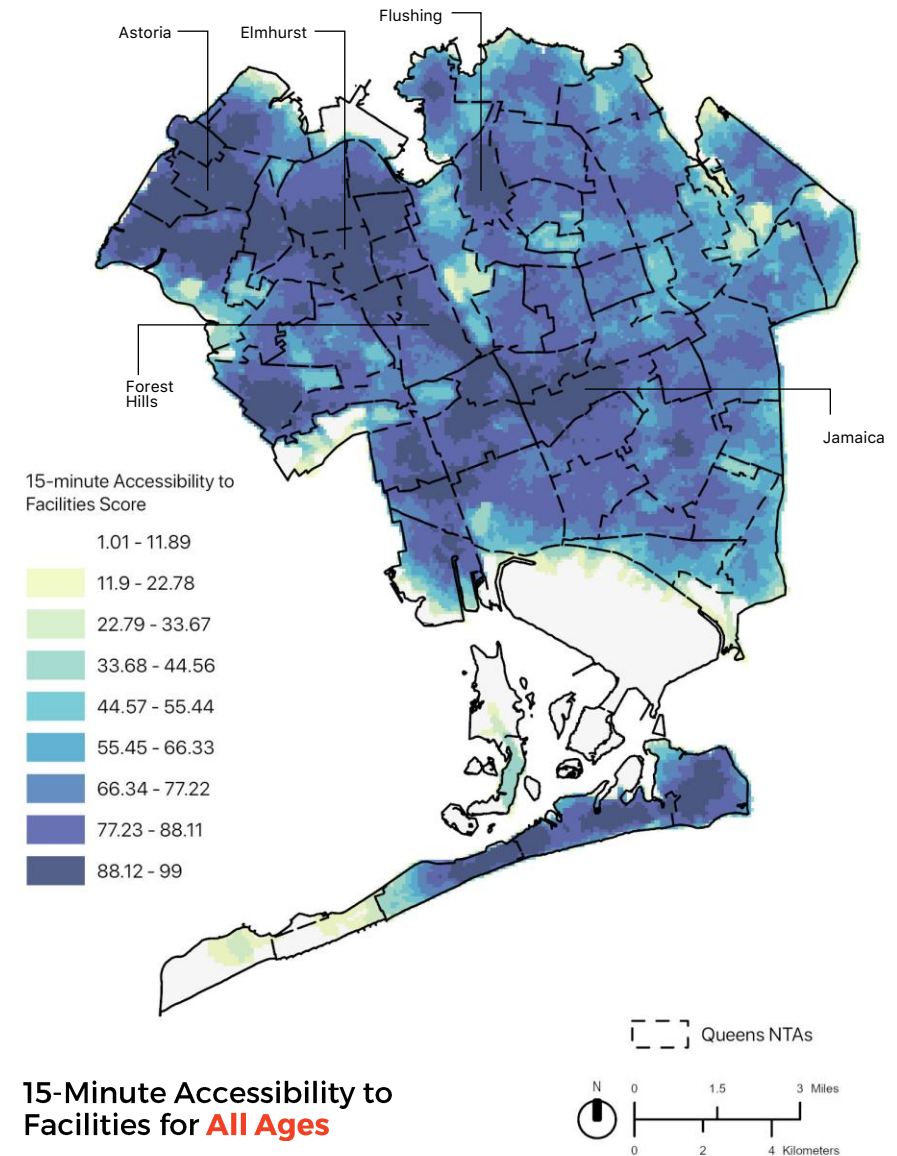 Flushing
Astoria
Elmhurst
Forest
Hills
Jamaica
15-minute Accessibility to
Facilities Score
1.01 - 11.89
11.9 - 22.78
22.79 - 33.67
33.68 - 44.56
44.57 - 55.44
55.45 - 66.33
66.34 - 77.22
77.23 - 88.11
88.12 - 99
Queens NTAs
15-Minute Accessibility to
Facilities for All Ages
N
0 1.5 3 Miles
0 2 4 Kilometers